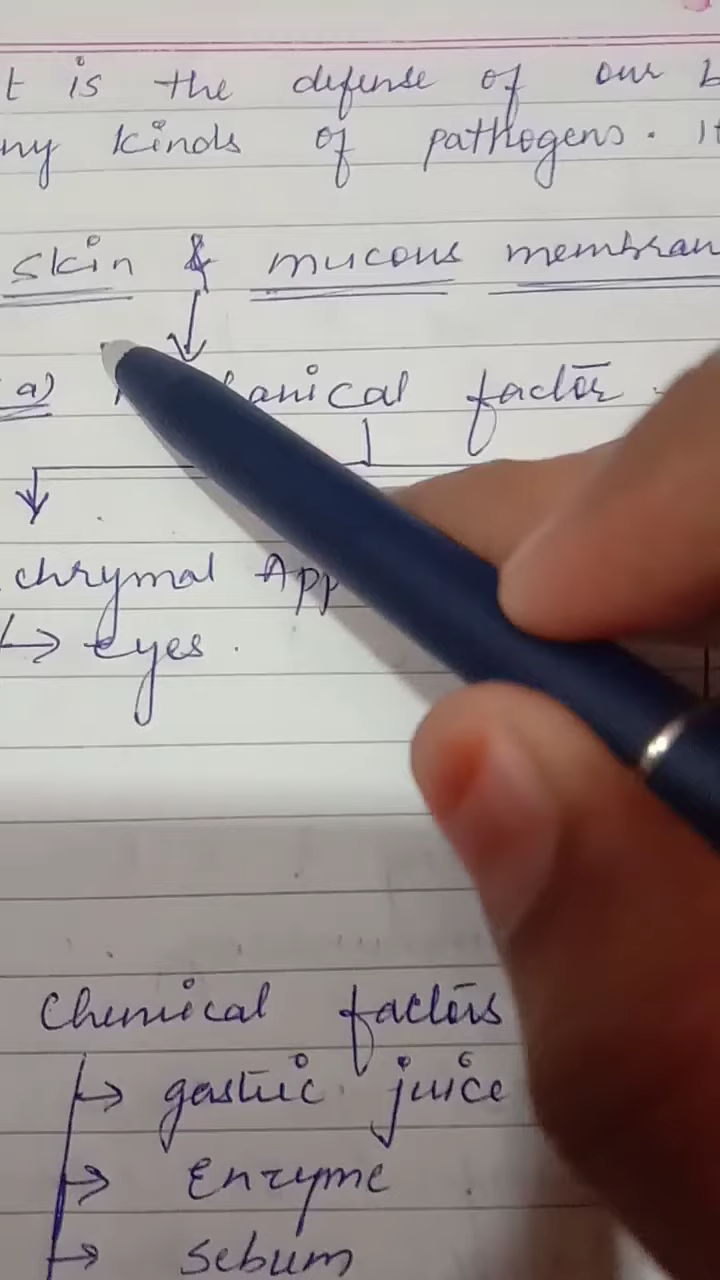 t is the defense of our
ny kinds of pathogens. It
skin & mucous membran
(a) anical factor
chrymal App
↳ eyes.
Chemical factors
→ gastric juice
→ Enzyme
→ Sebum